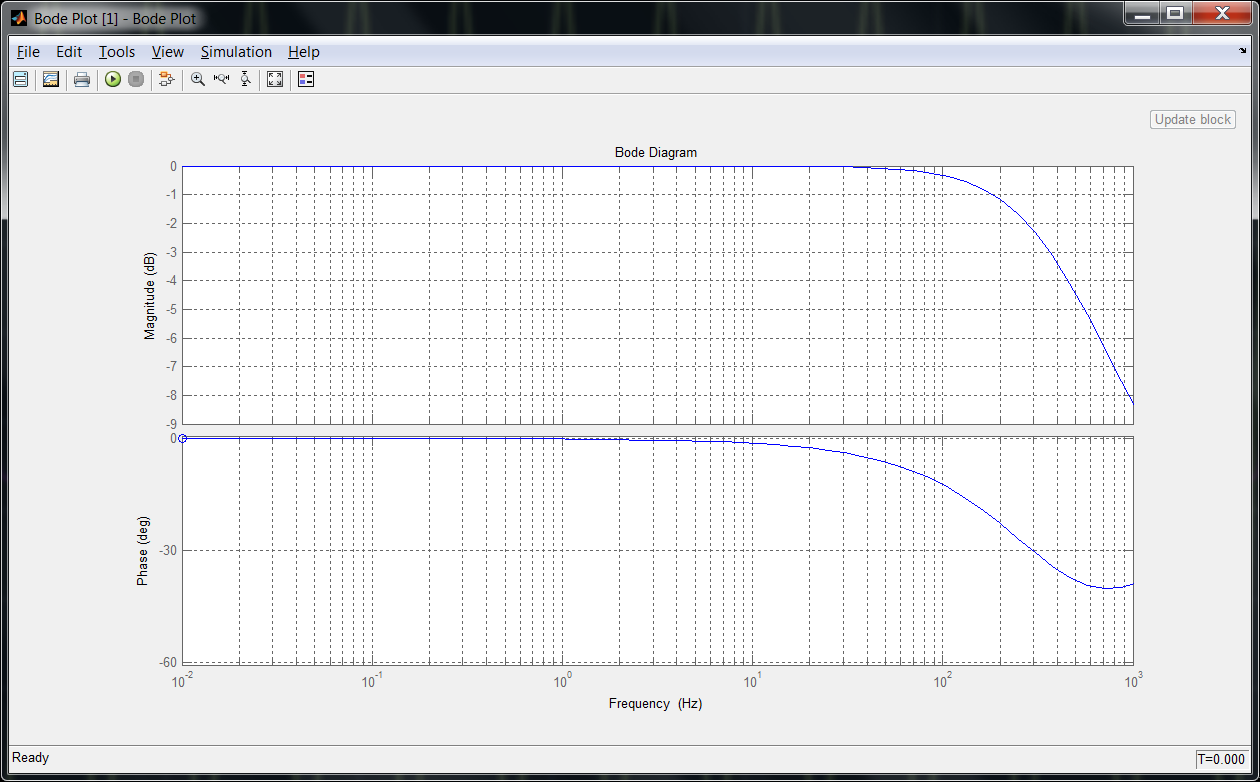 Bode Plot [1] - Bode Plot
File Edit Tools View Simulation Help
Update block
Bode Diagram
Magnitude (dB)
0
-1
-2
-3
-4
-5
-6
-7
-8
-9
Phase (deg)
0
-30
-60
10^-2 10^-1 10^0 10^1 10^2 10^3
Frequency (Hz)
Ready T=0.000